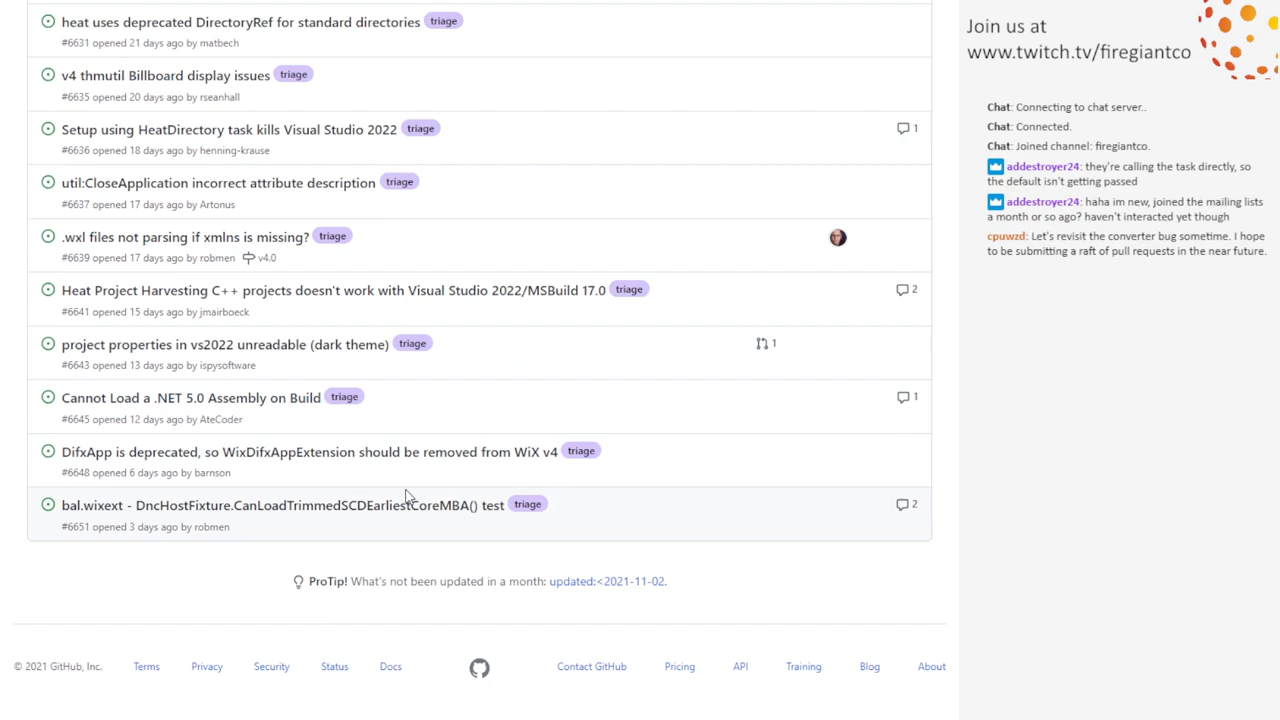 heat uses deprecated DirectoryRef for standard directories triage
#6631 opened 21 days ago by matbech
v4 thmutil Billboard display issues triage
#6635 opened 20 days ago by rseanhall
Setup using HeatDirectory task kills Visual Studio 2022 triage 1
#6636 opened 18 days ago by henning-krause
util:CloseApplication incorrect attribute description triage
#6637 opened 17 days ago by Artonus
.wxl files not parsing if xmlns is missing? triage
#6639 opened 17 days ago by robmen v4.0
Heat Project Harvesting C++ projects doesn't work with Visual Studio 2022/MSBuild 17.0 triage 2
#6641 opened 15 days ago by jmairboeck
project properties in vs2022 unreadable (dark theme) triage 1
#6643 opened 13 days ago by ispysoftware
Cannot Load a .NET 5.0 Assembly on Build triage 1
#6645 opened 12 days ago by AteCoder
DifxApp is deprecated, so WixDifxAppExtension should be removed from WiX v4 triage
#6648 opened 6 days ago by barnson
bal.wixext - DncHostFixture.CanLoadTrimmedSCDEarliestCoreMBA() test triage 2
#6651 opened 3 days ago by robmen
ProTip! What's not been updated in a month: updated:<2021-11-02.
© 2021 GitHub, Inc. Terms Privacy Security Status Docs Contact GitHub Pricing API Training Blog About
Join us at
www.twitch.tv/firegiantco
Chat: Connecting to chat server..
Chat: Connected.
Chat: Joined channel: firegiantco.
addestroyer24: they're calling the task directly, so
the default isn't getting passed
addestroyer24: haha im new, joined the mailing lists
a month or so ago? haven't interacted yet though
cpuwzd: Let's revisit the converter bug sometime. I hope
to be submitting a raft of pull requests in the near future.